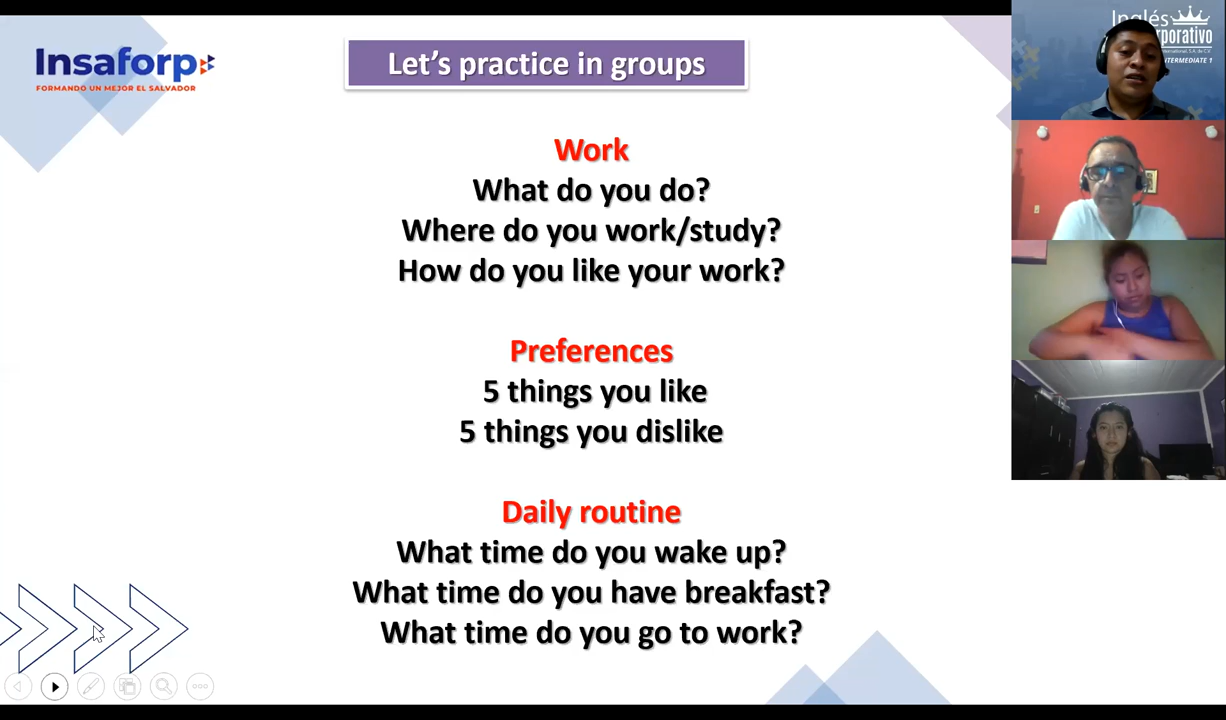 Insaforp
FORMANDO UN MEJOR EL SALVADOR
Let's practice in groups
Work
What do you do?
Where do you work/study?
How do you like your work?
Preferences
5 things you like
5 things you dislike
Daily routine
What time do you wake up?
What time do you have breakfast?
What time do you go to work?
Inglés